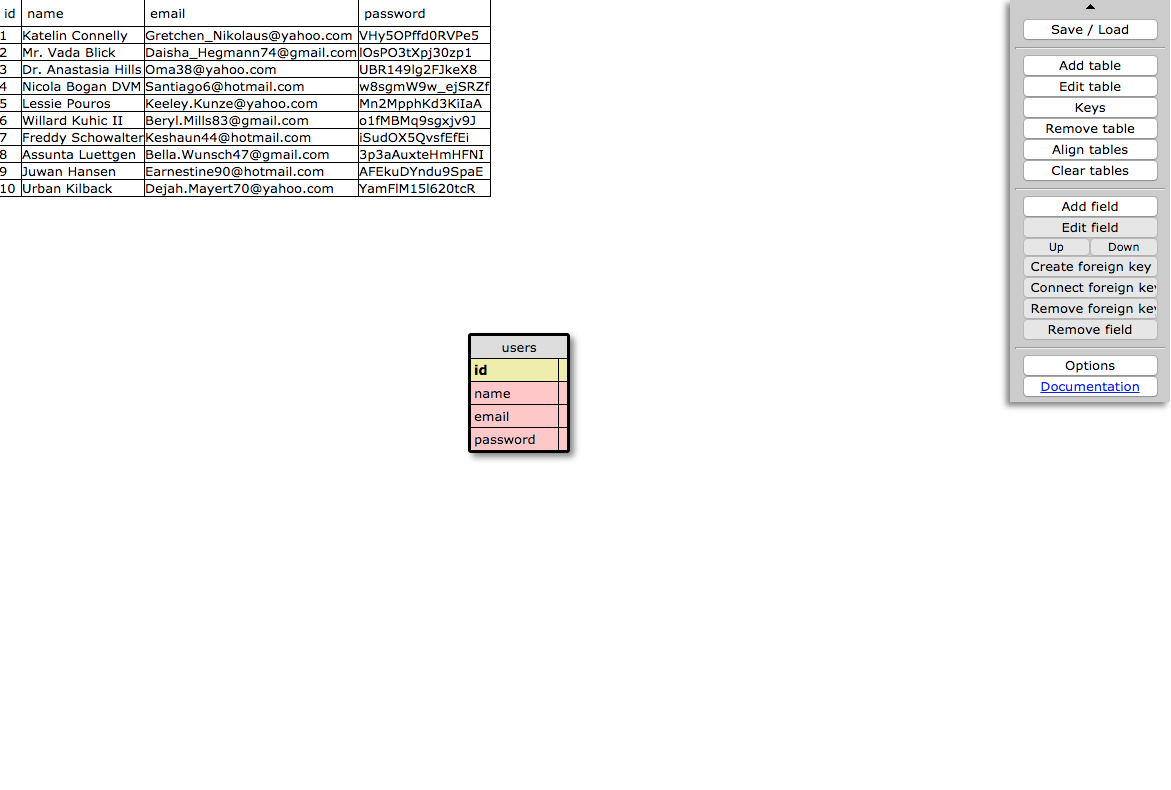 id name email password
1 Katelin Connelly Gretchen_Nikolaus@yahoo.com VHy5OPffd0RVPe5
2 Mr. Vada Blick Daisha_Hegmann74@gmail.com lOsPO3tXpj30zp1
3 Dr. Anastasia Hills Oma38@yahoo.com UBR149lg2FJkeX8
4 Nicola Bogan DVM Santiago6@hotmail.com w8sgmW9w_ejSRZf
5 Lessie Pouros Keeley.Kunze@yahoo.com Mn2MpphKd3KiIaA
6 Willard Kuhic II Beryl.Mills83@gmail.com o1fMBMq9sgxjv9J
7 Freddy Schowalter Keshaun44@hotmail.com iSudOX5QvsfEfEi
8 Assunta Luettgen Bella.Wunsch47@gmail.com 3p3aAuxteHmHFNI
9 Juwan Hansen Earnestine90@hotmail.com AFEkuDYndu9SpaE
10 Urban Kilback Dejah.Mayert70@yahoo.com YamFlM15l620tcR
users
id
name
email
password
Save / Load
Add table
Edit table
Keys
Remove table
Align tables
Clear tables
Add field
Edit field
Up Down
Create foreign key
Connect foreign key
Remove foreign key
Remove field
Options
Documentation